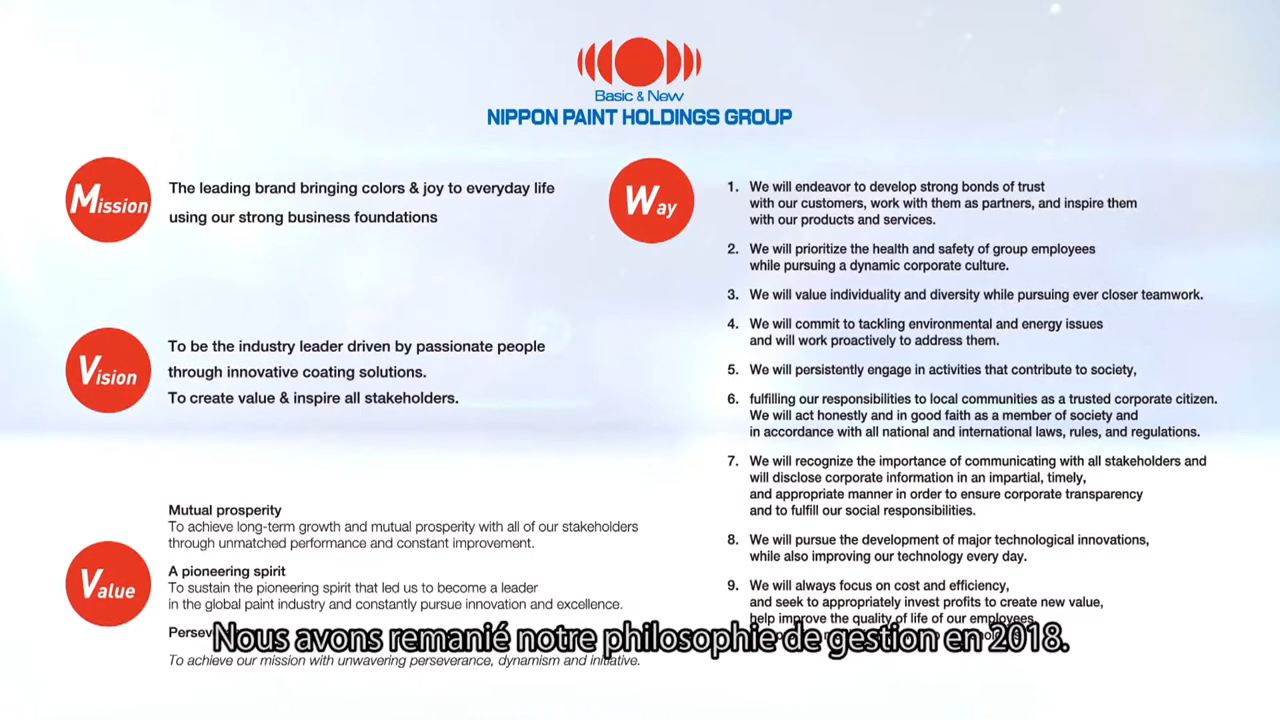 Basic & New
NIPPON PAINT HOLDINGS GROUP
Mission
The leading brand bringing colors & joy to everyday life
using our strong business foundations
Vision
To be the industry leader driven by passionate people
through innovative coating solutions.
To create value & inspire all stakeholders.
Value
Mutual prosperity
To achieve long-term growth and mutual prosperity with all of our stakeholders
through unmatched performance and constant improvement.
A pioneering spirit
To sustain the pioneering spirit that led us to become a leader
in the global paint industry and constantly pursue innovation and excellence.
To achieve our mission with unwavering perseverance, dynamism and initiative.
Way
1. We will endeavor to develop strong bonds of trust
with our customers, work with them as partners, and inspire them
with our products and services.
2. We will prioritize the health and safety of group employees
while pursuing a dynamic corporate culture.
3. We will value individuality and diversity while pursuing ever closer teamwork.
4. We will commit to tackling environmental and energy issues
and will work proactively to address them.
5. We will persistently engage in activities that contribute to society,
6. fulfilling our responsibilities to local communities as a trusted corporate citizen.
We will act honestly and in good faith as a member of society and
in accordance with all national and international laws, rules, and regulations.
7. We will recognize the importance of communicating with all stakeholders and
will disclose corporate information in an impartial, timely,
and appropriate manner in order to ensure corporate transparency
and to fulfill our social responsibilities.
8. We will pursue the development of major technological innovations,
while also improving our technology every day.
9. We will always focus on cost and efficiency,
and seek to appropriately invest profits to create new value,
help improve the quality of life of our employees,
Nous avons remanié notre philosophie de gestion en 2018.